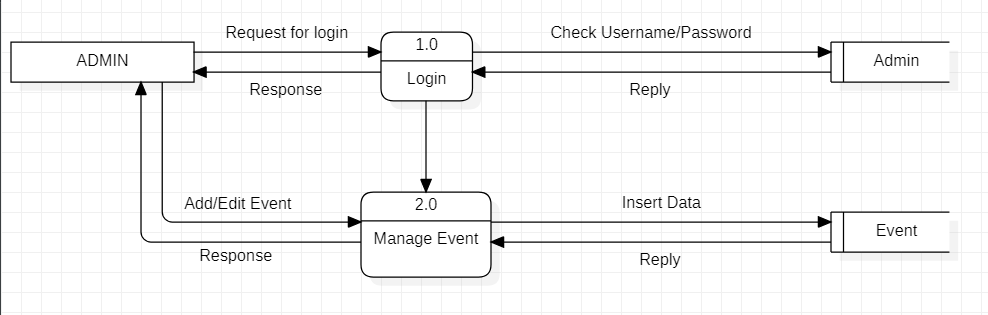 Request for login
1.0
Check Username/Password
ADMIN
Login
Admin
Response
Reply
Add/Edit Event
2.0
Insert Data
Manage Event
Event
Response
Reply